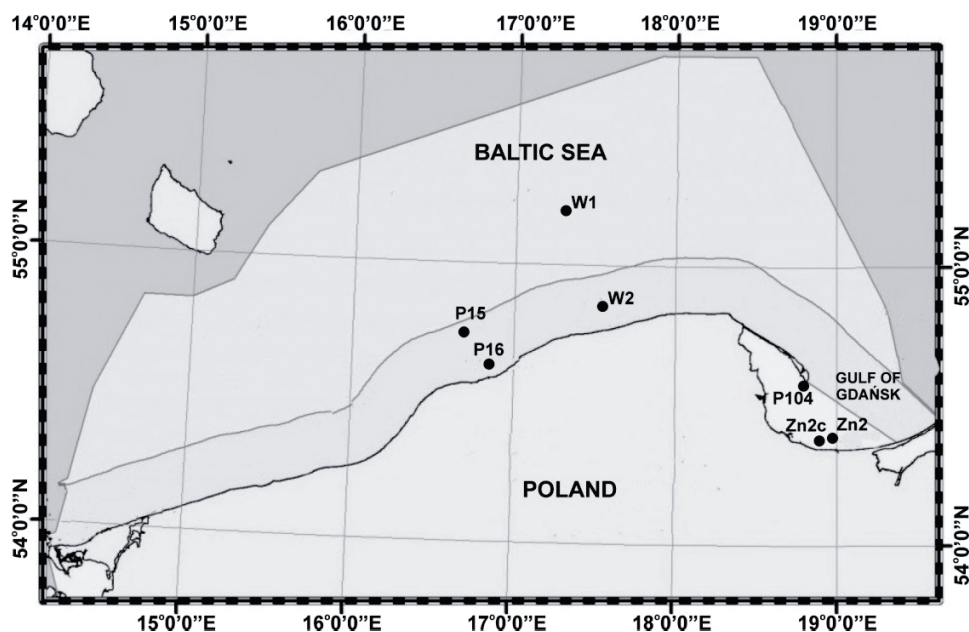 14°0'0"E
15°0'0"E
16°0'0"E
17°0'0"E
18°0'0"E
19°0'0"E
BALTIC SEA
W1
55°0'0"N
55°0'0"N
W2
P15
P16
GULF OF
GDAŃSK
P104
Zn2c
Zn2
POLAND
54°0'0"N
54°0'0"N
15°0'0"E
16°0'0"E
17°0'0"E
18°0'0"E
19°0'0"E